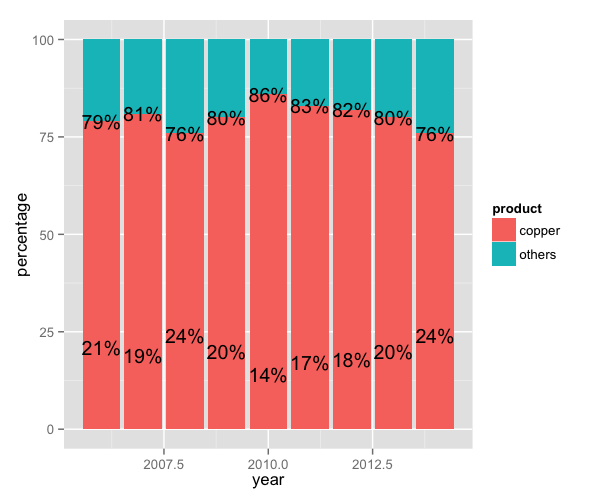 100
75
50
25
0
percentage
79% 81% 76% 80% 86% 83% 82% 80% 76%
21% 19% 24% 20% 14% 17% 18% 20% 24%
2007.5 2010.0 2012.5
year
product
copper
others